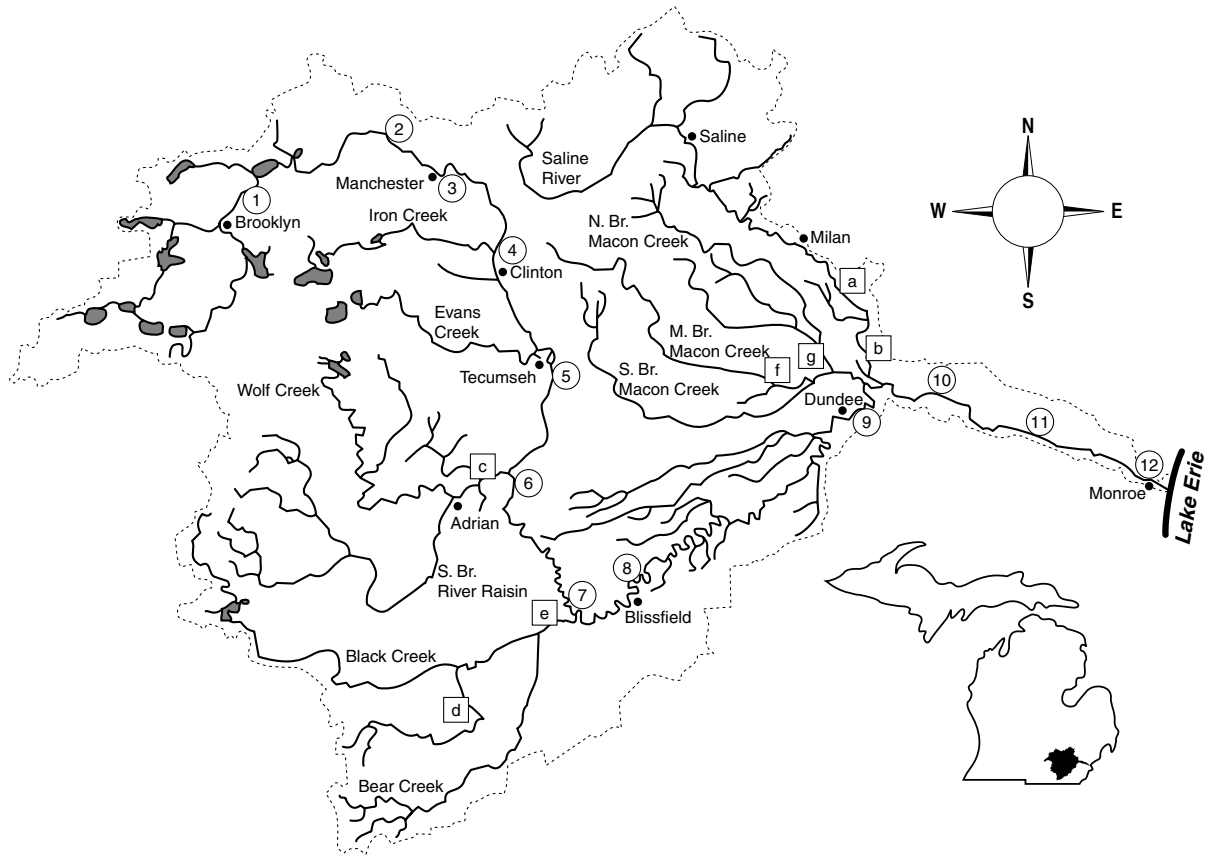 N
W
E
S
2
Saline
Saline
River
Manchester
3
1
Brooklyn
Iron Creek
N. Br.
Macon Creek
Milan
4
Clinton
a
Evans
Creek
M. Br.
Macon Creek
b
g
Tecumseh
5
S. Br.
Macon Creek
f
Wolf Creek
10
Dundee
9
11
12
Monroe
Lake Erie
c
6
Adrian
S. Br.
River Raisin
8
7
e
Blissfield
Black Creek
d
Bear Creek